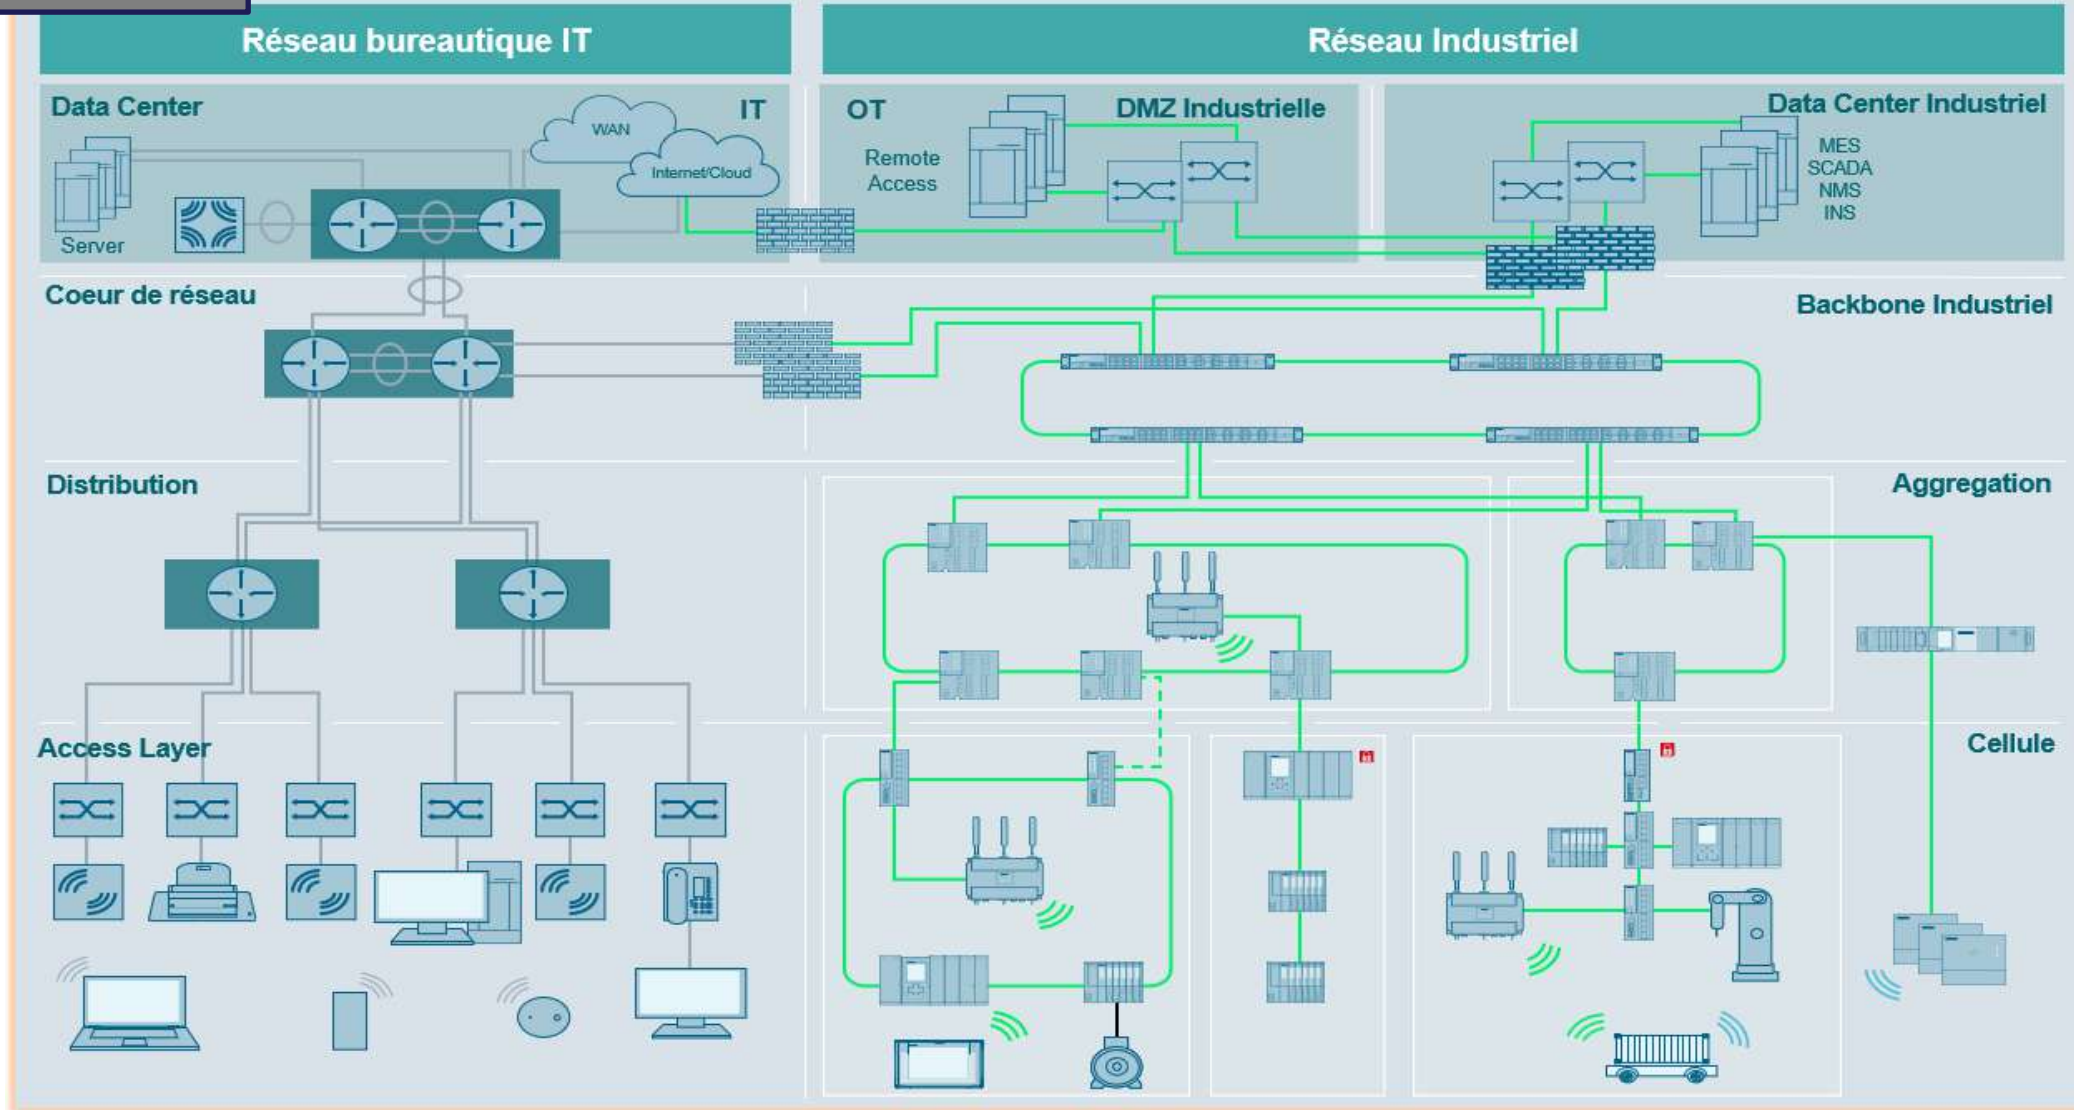 Réseau bureautique IT
Réseau Industriel
Data Center
IT
WAN
Internet/Cloud
Server
OT
DMZ Industrielle
Remote
Access
Data Center Industriel
MES
SCADA
NMS
INS
Coeur de réseau
Backbone Industriel
Distribution
Aggregation
Access Layer
Cellule